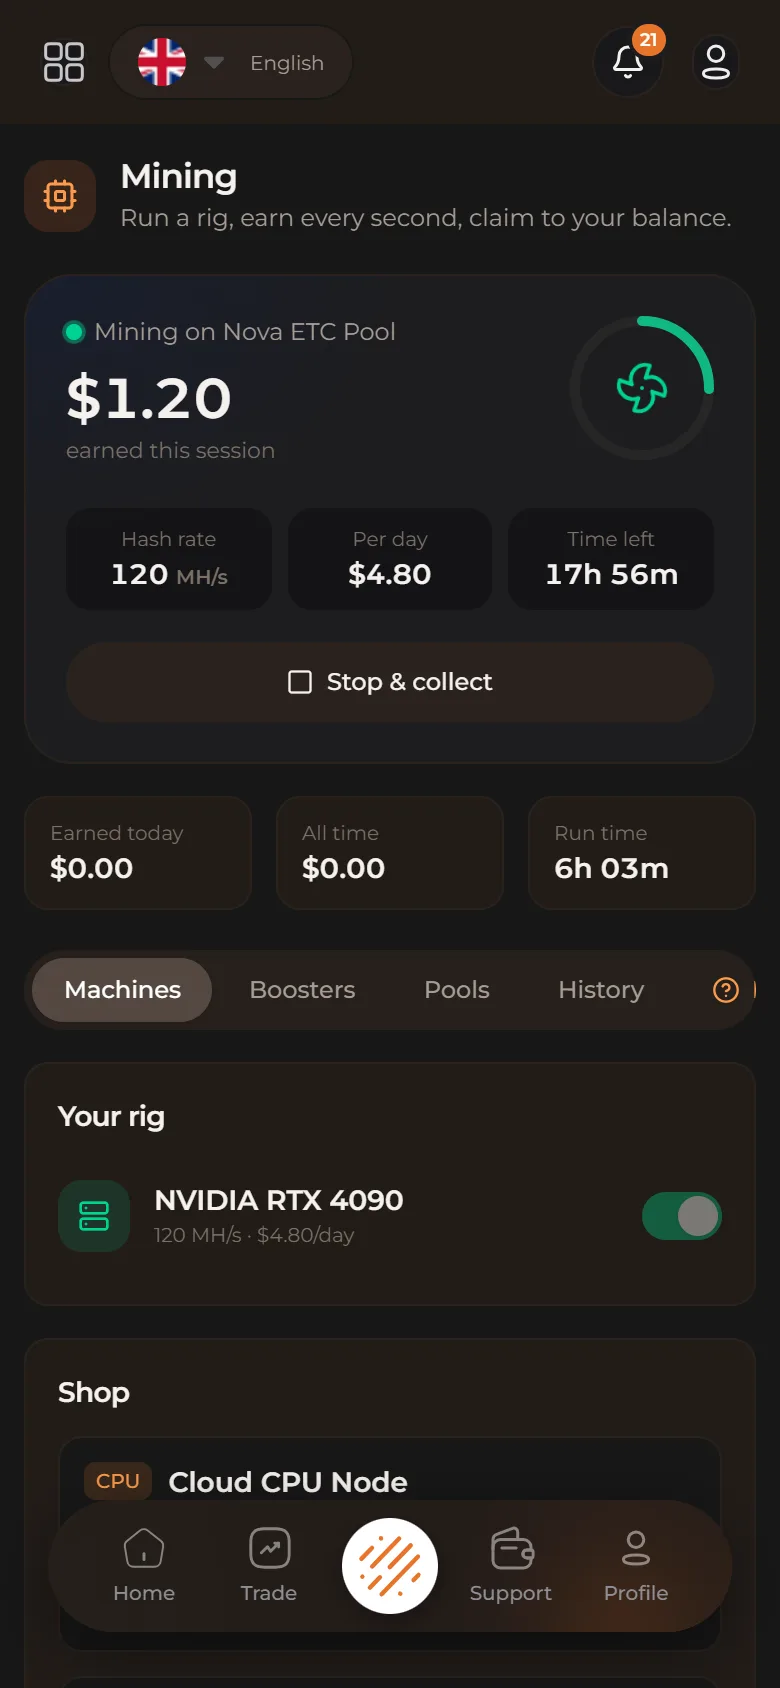 English
21
Mining
Run a rig, earn every second, claim to your balance.
Mining on Nova ETC Pool
$1.20
earned this session
Hash rate
120 MH/s
Per day
$4.80
Time left
17h 56m
Stop & collect
Earned today
$0.00
All time
$0.00
Run time
6h 03m
Machines
Boosters
Pools
History
Your rig
NVIDIA RTX 4090
120 MH/s · $4.80/day
Shop
CPU
Cloud CPU Node
Home
Trade
Support
Profile